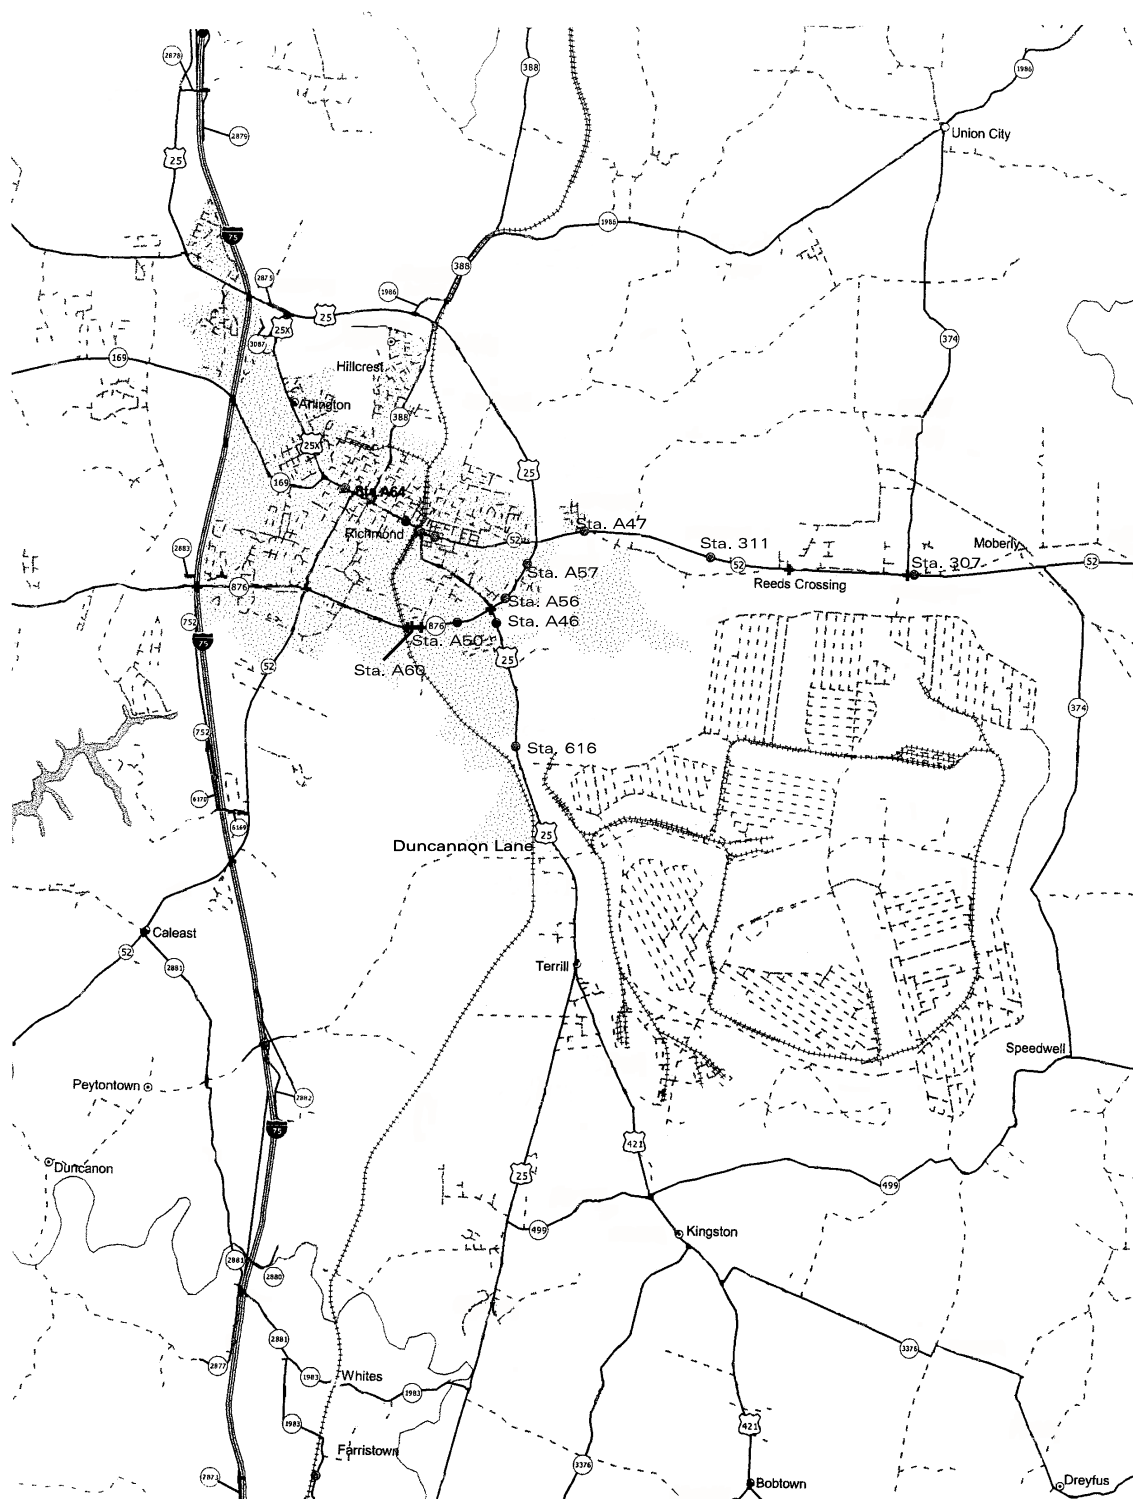 388
2878
1986
2879
Union City
25
1986
75
388
2875
1986
25
25X
3087
374
169
Hillcrest
Arlington
388
25X
25
169
Sta. A64
Sta. A47
Richmond
52
Sta. 311
Moberly
2883
52
Sta. 307
52
Sta. A57
Reeds Crossing
876
Sta. A56
752
876
Sta. A46
75
Sta. A50
25
52
Sta. A60
374
752
Sta. 616
6170
6169
25
Duncannon Lane
Caleast
52
2881
Terrill
Speedwell
Peytontown
2882
75
421
Duncanon
25
499
499
Kingston
2881
2880
2881
3376
2877
1983
Whites
1983
1983
421
Farristown
3376
Bobtown
Dreyfus